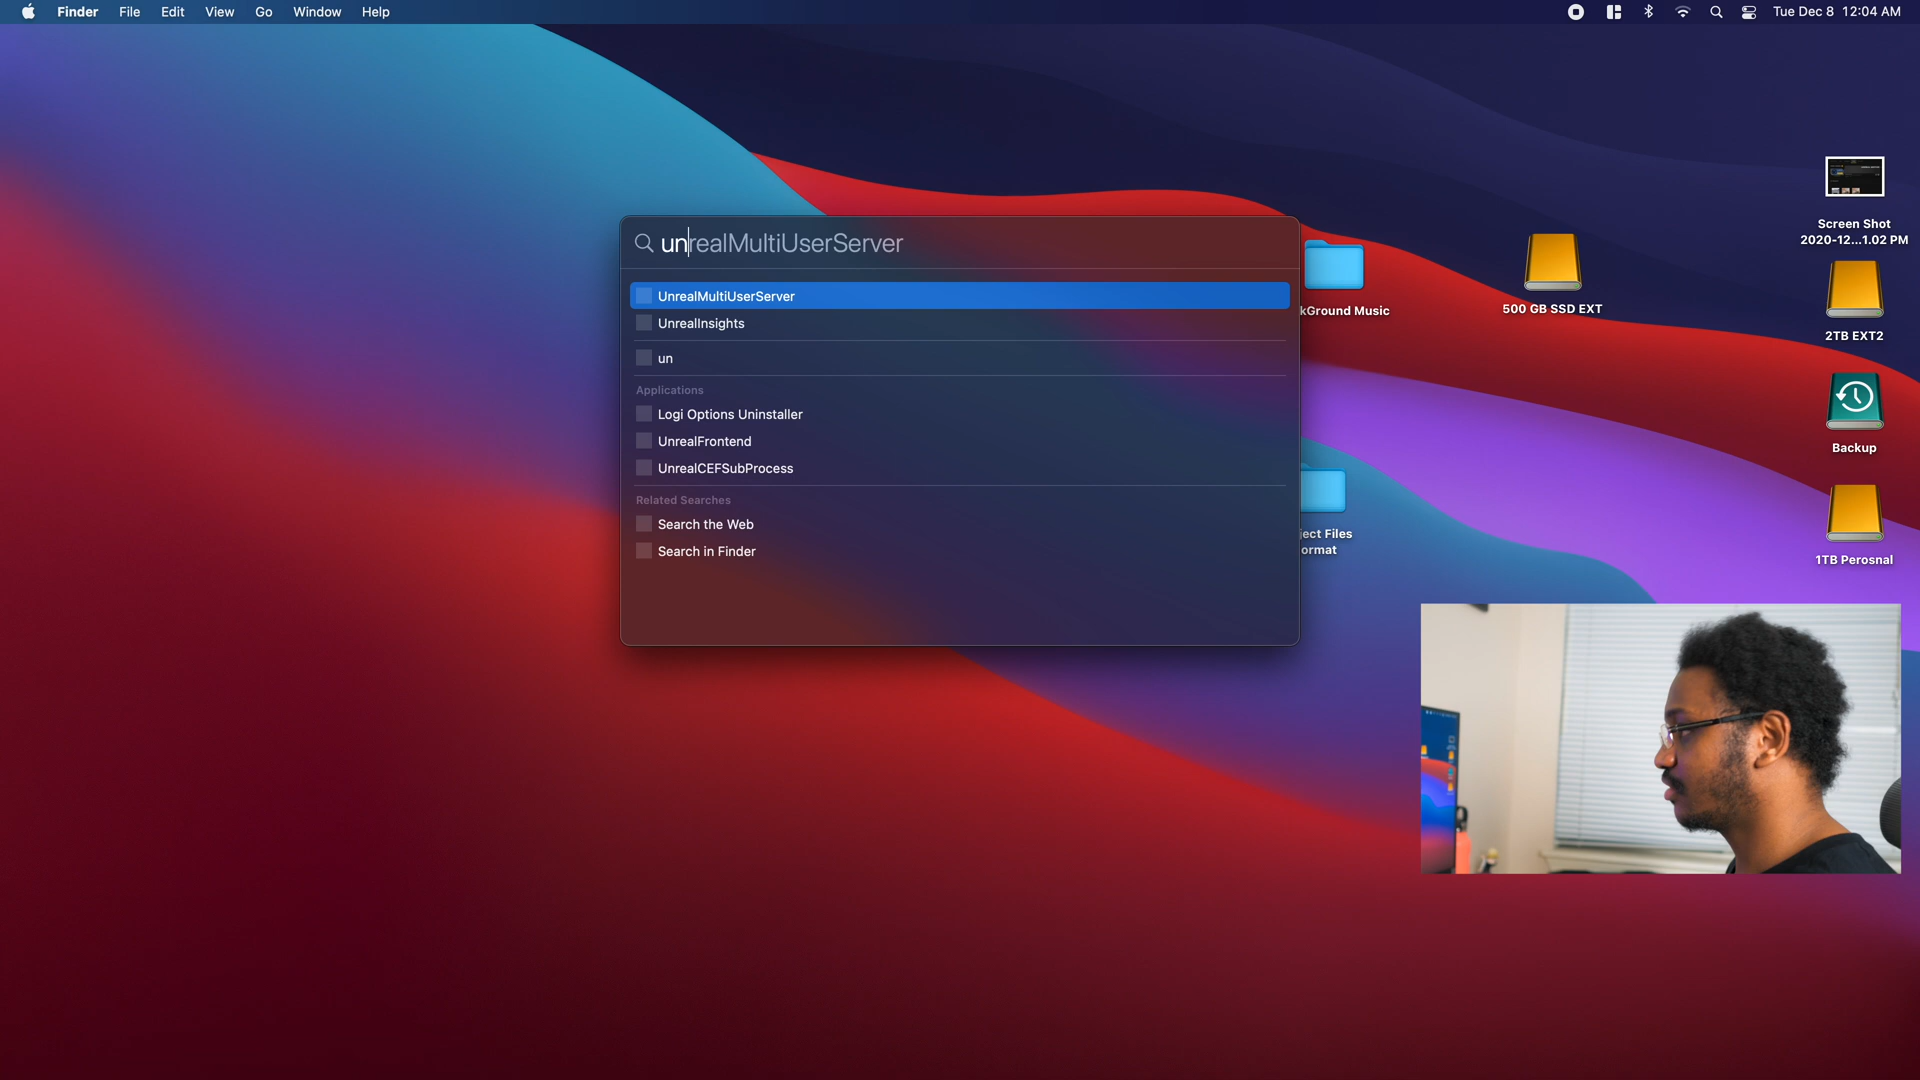 Finder File Edit View Go Window Help
Tue Dec 8 12:04 AM
unrealMultiUserServer
UnrealMultiUserServer
UnrealInsights
un
Applications
Logi Options Uninstaller
UnrealFrontend
UnrealCEFSubProcess
Related Searches
Search the Web
Search in Finder
kGround Music
ject Files
ormat
500 GB SSD EXT
Screen Shot
2020-12...1.02 PM
2TB EXT2
Backup
1TB Perosnal